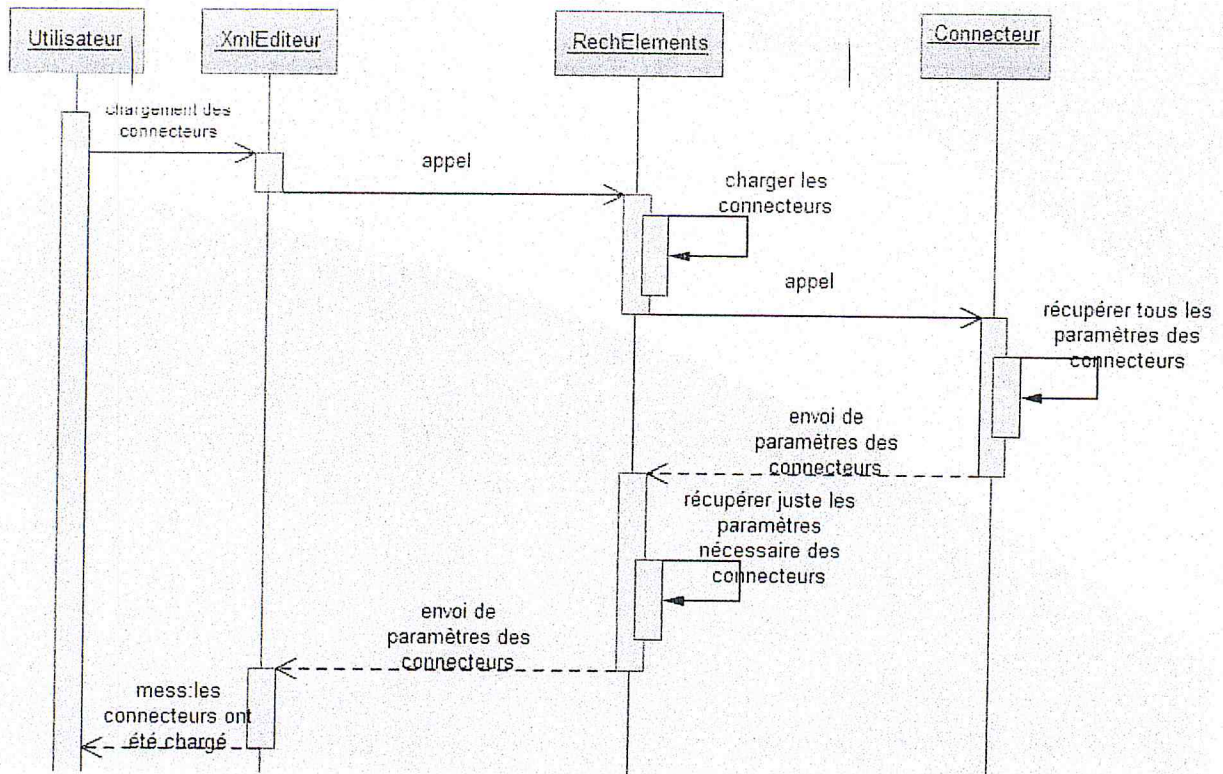 Utilisateur
XmlEditeur
RechElements
Connecteur
chargement des
connecteurs
appel
charger les
connecteurs
appel
récupérer tous les
paramètres des
connecteurs
envoi de
paramètres des
connecteurs
récupérer juste les
paramètres
nécessaire des
connecteurs
envoi de
paramètres des
connecteurs
mess:les
connecteurs ont
été chargé